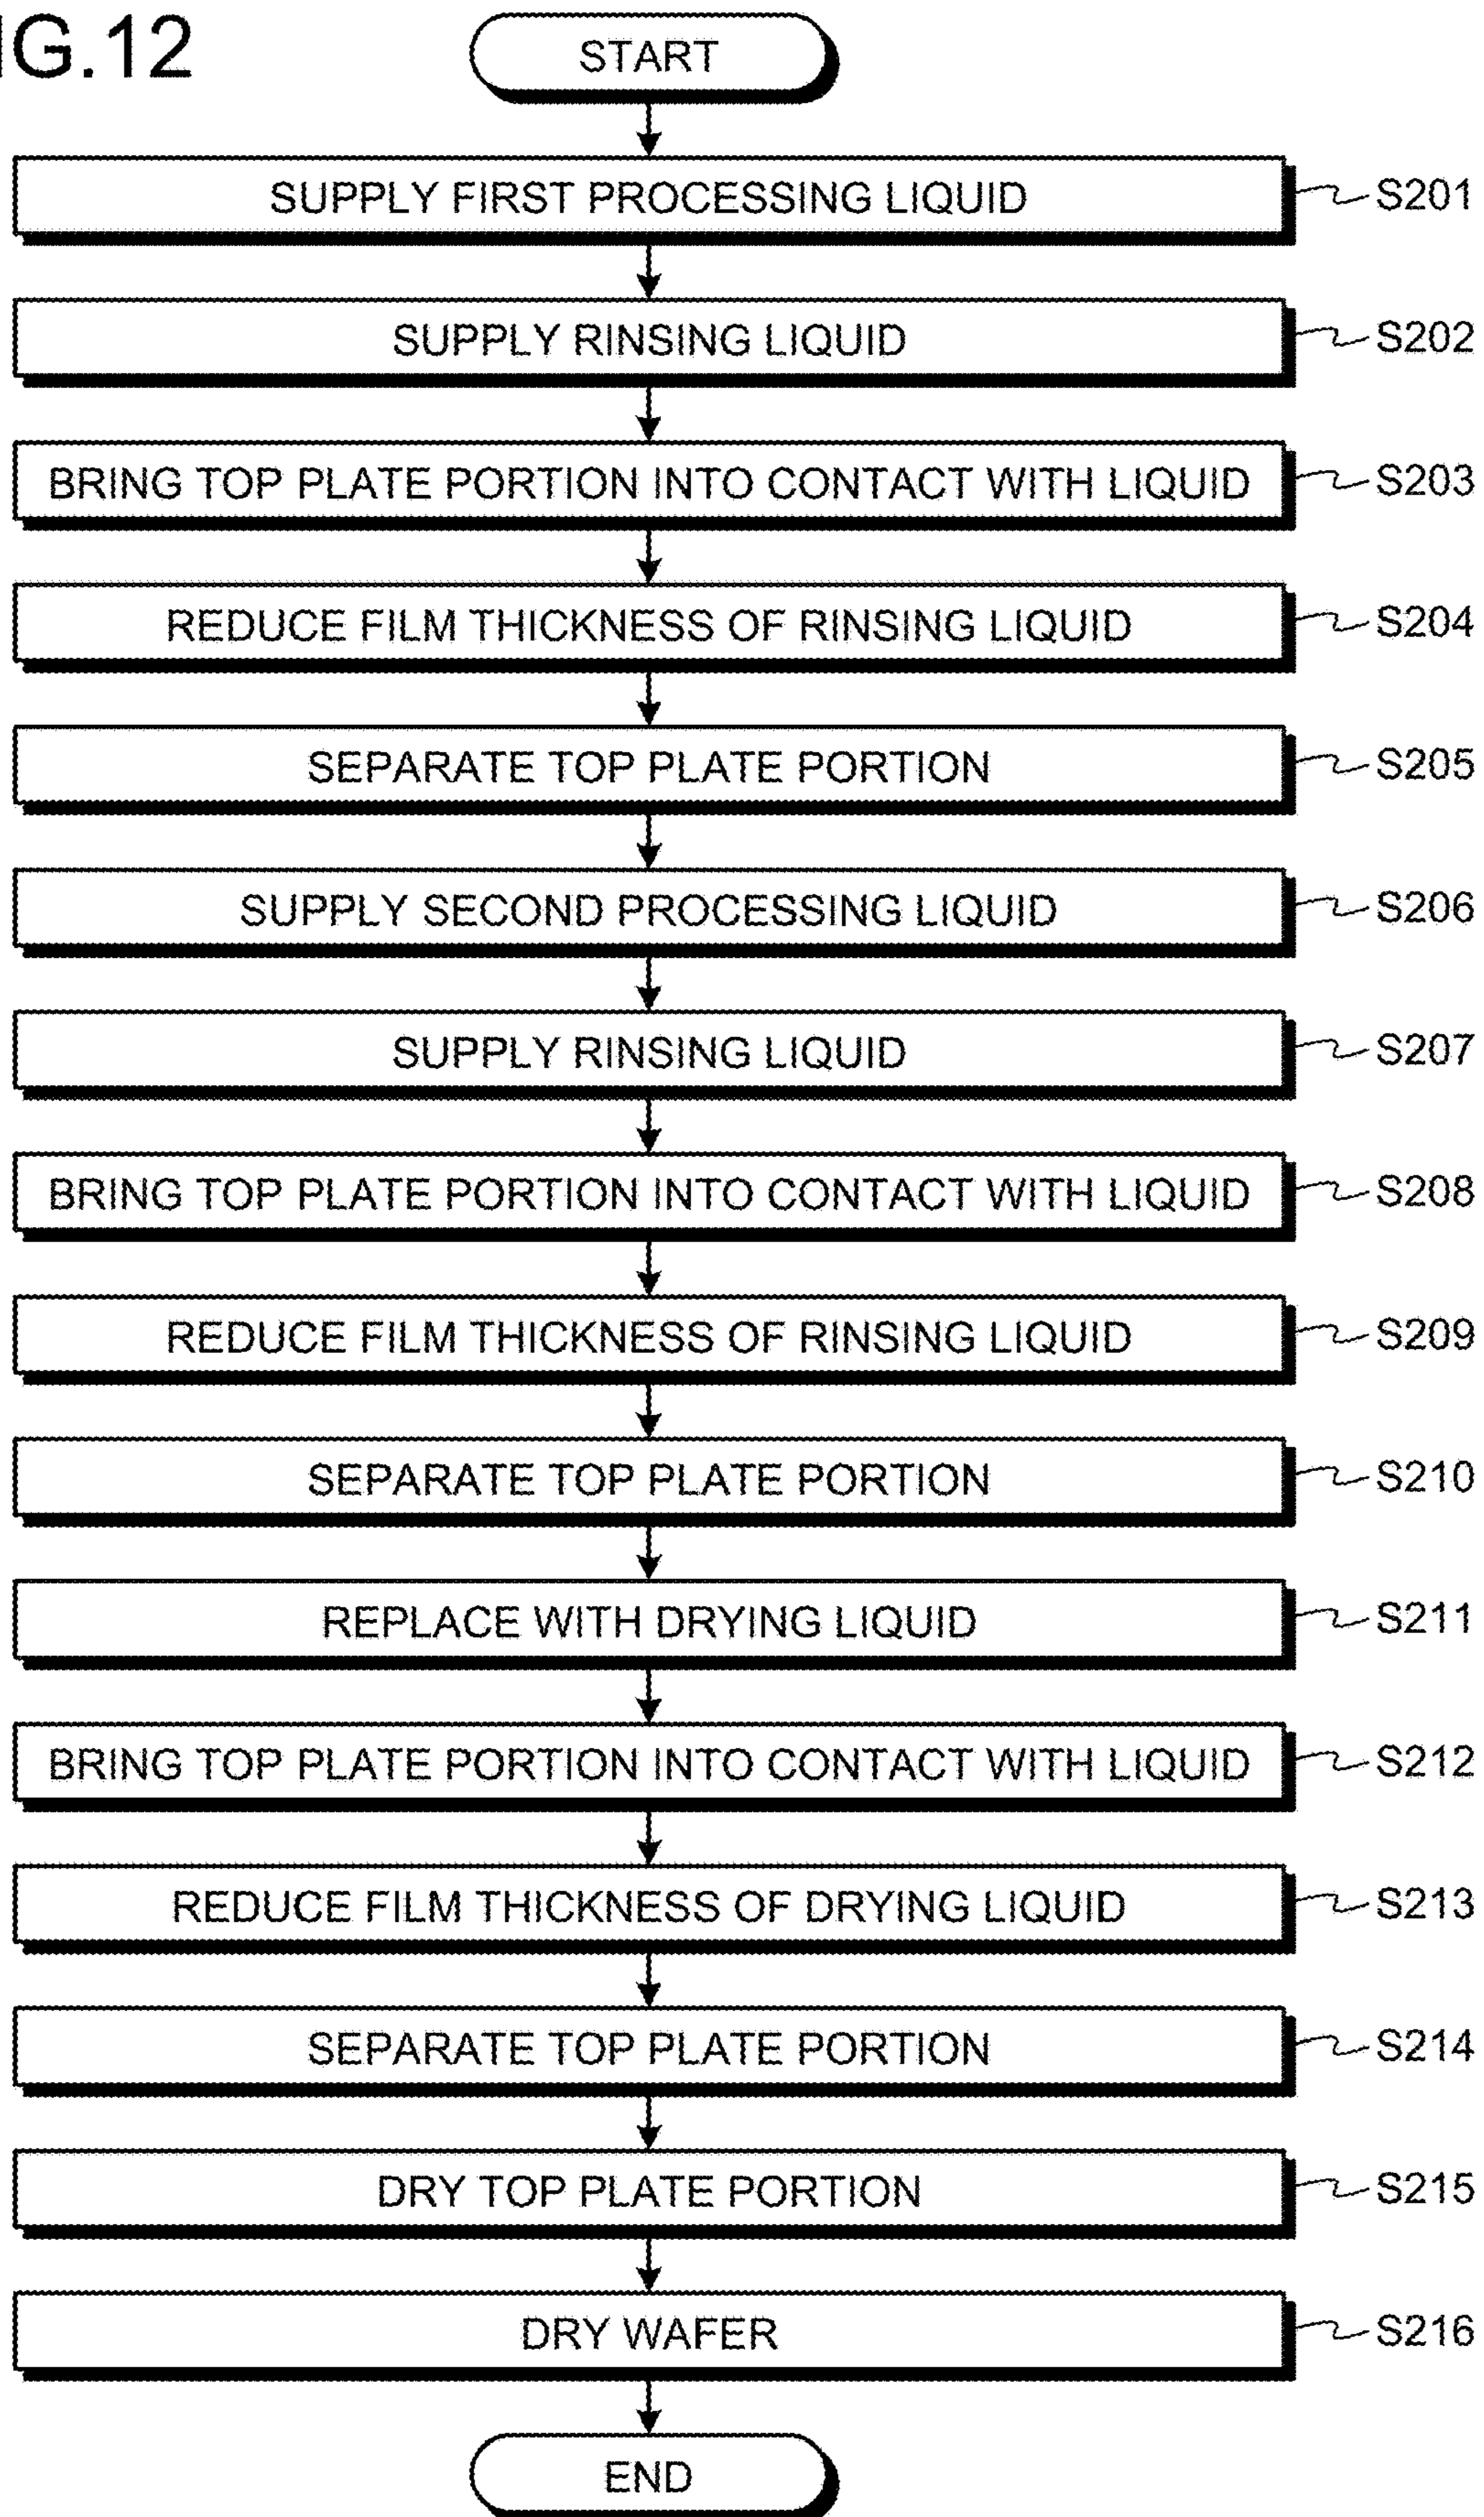 IG.12
START
SUPPLY FIRST PROCESSING LIQUID S201
SUPPLY RINSING LIQUID S202
BRING TOP PLATE PORTION INTO CONTACT WITH LIQUID S203
REDUCE FILM THICKNESS OF RINSING LIQUID S204
SEPARATE TOP PLATE PORTION S205
SUPPLY SECOND PROCESSING LIQUID S206
SUPPLY RINSING LIQUID S207
BRING TOP PLATE PORTION INTO CONTACT WITH LIQUID S208
REDUCE FILM THICKNESS OF RINSING LIQUID S209
SEPARATE TOP PLATE PORTION S210
REPLACE WITH DRYING LIQUID S211
BRING TOP PLATE PORTION INTO CONTACT WITH LIQUID S212
REDUCE FILM THICKNESS OF DRYING LIQUID S213
SEPARATE TOP PLATE PORTION S214
DRY TOP PLATE PORTION S215
DRY WAFER S216
END